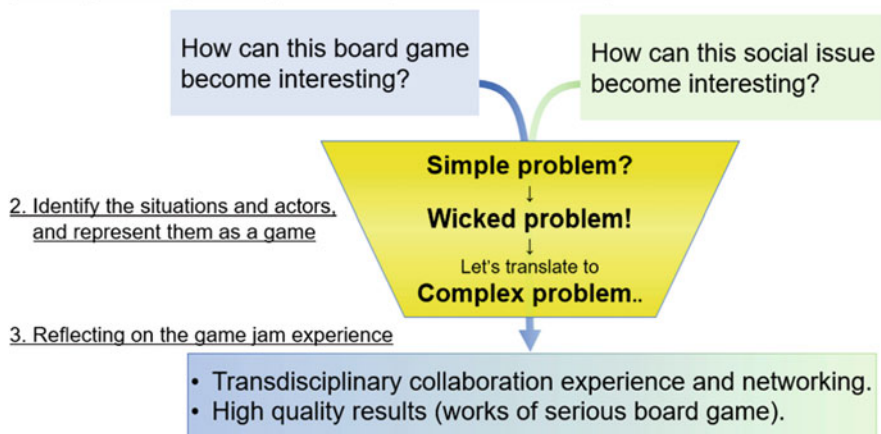 How can this board game
become interesting?
How can this social issue
become interesting?
Simple problem?
↓
2. Identify the situations and actors,
and represent them as a game
Wicked problem!
↓
Let's translate to
Complex problem..
3. Reflecting on the game jam experience
• Transdisciplinary collaboration experience and networking.
• High quality results (works of serious board game).